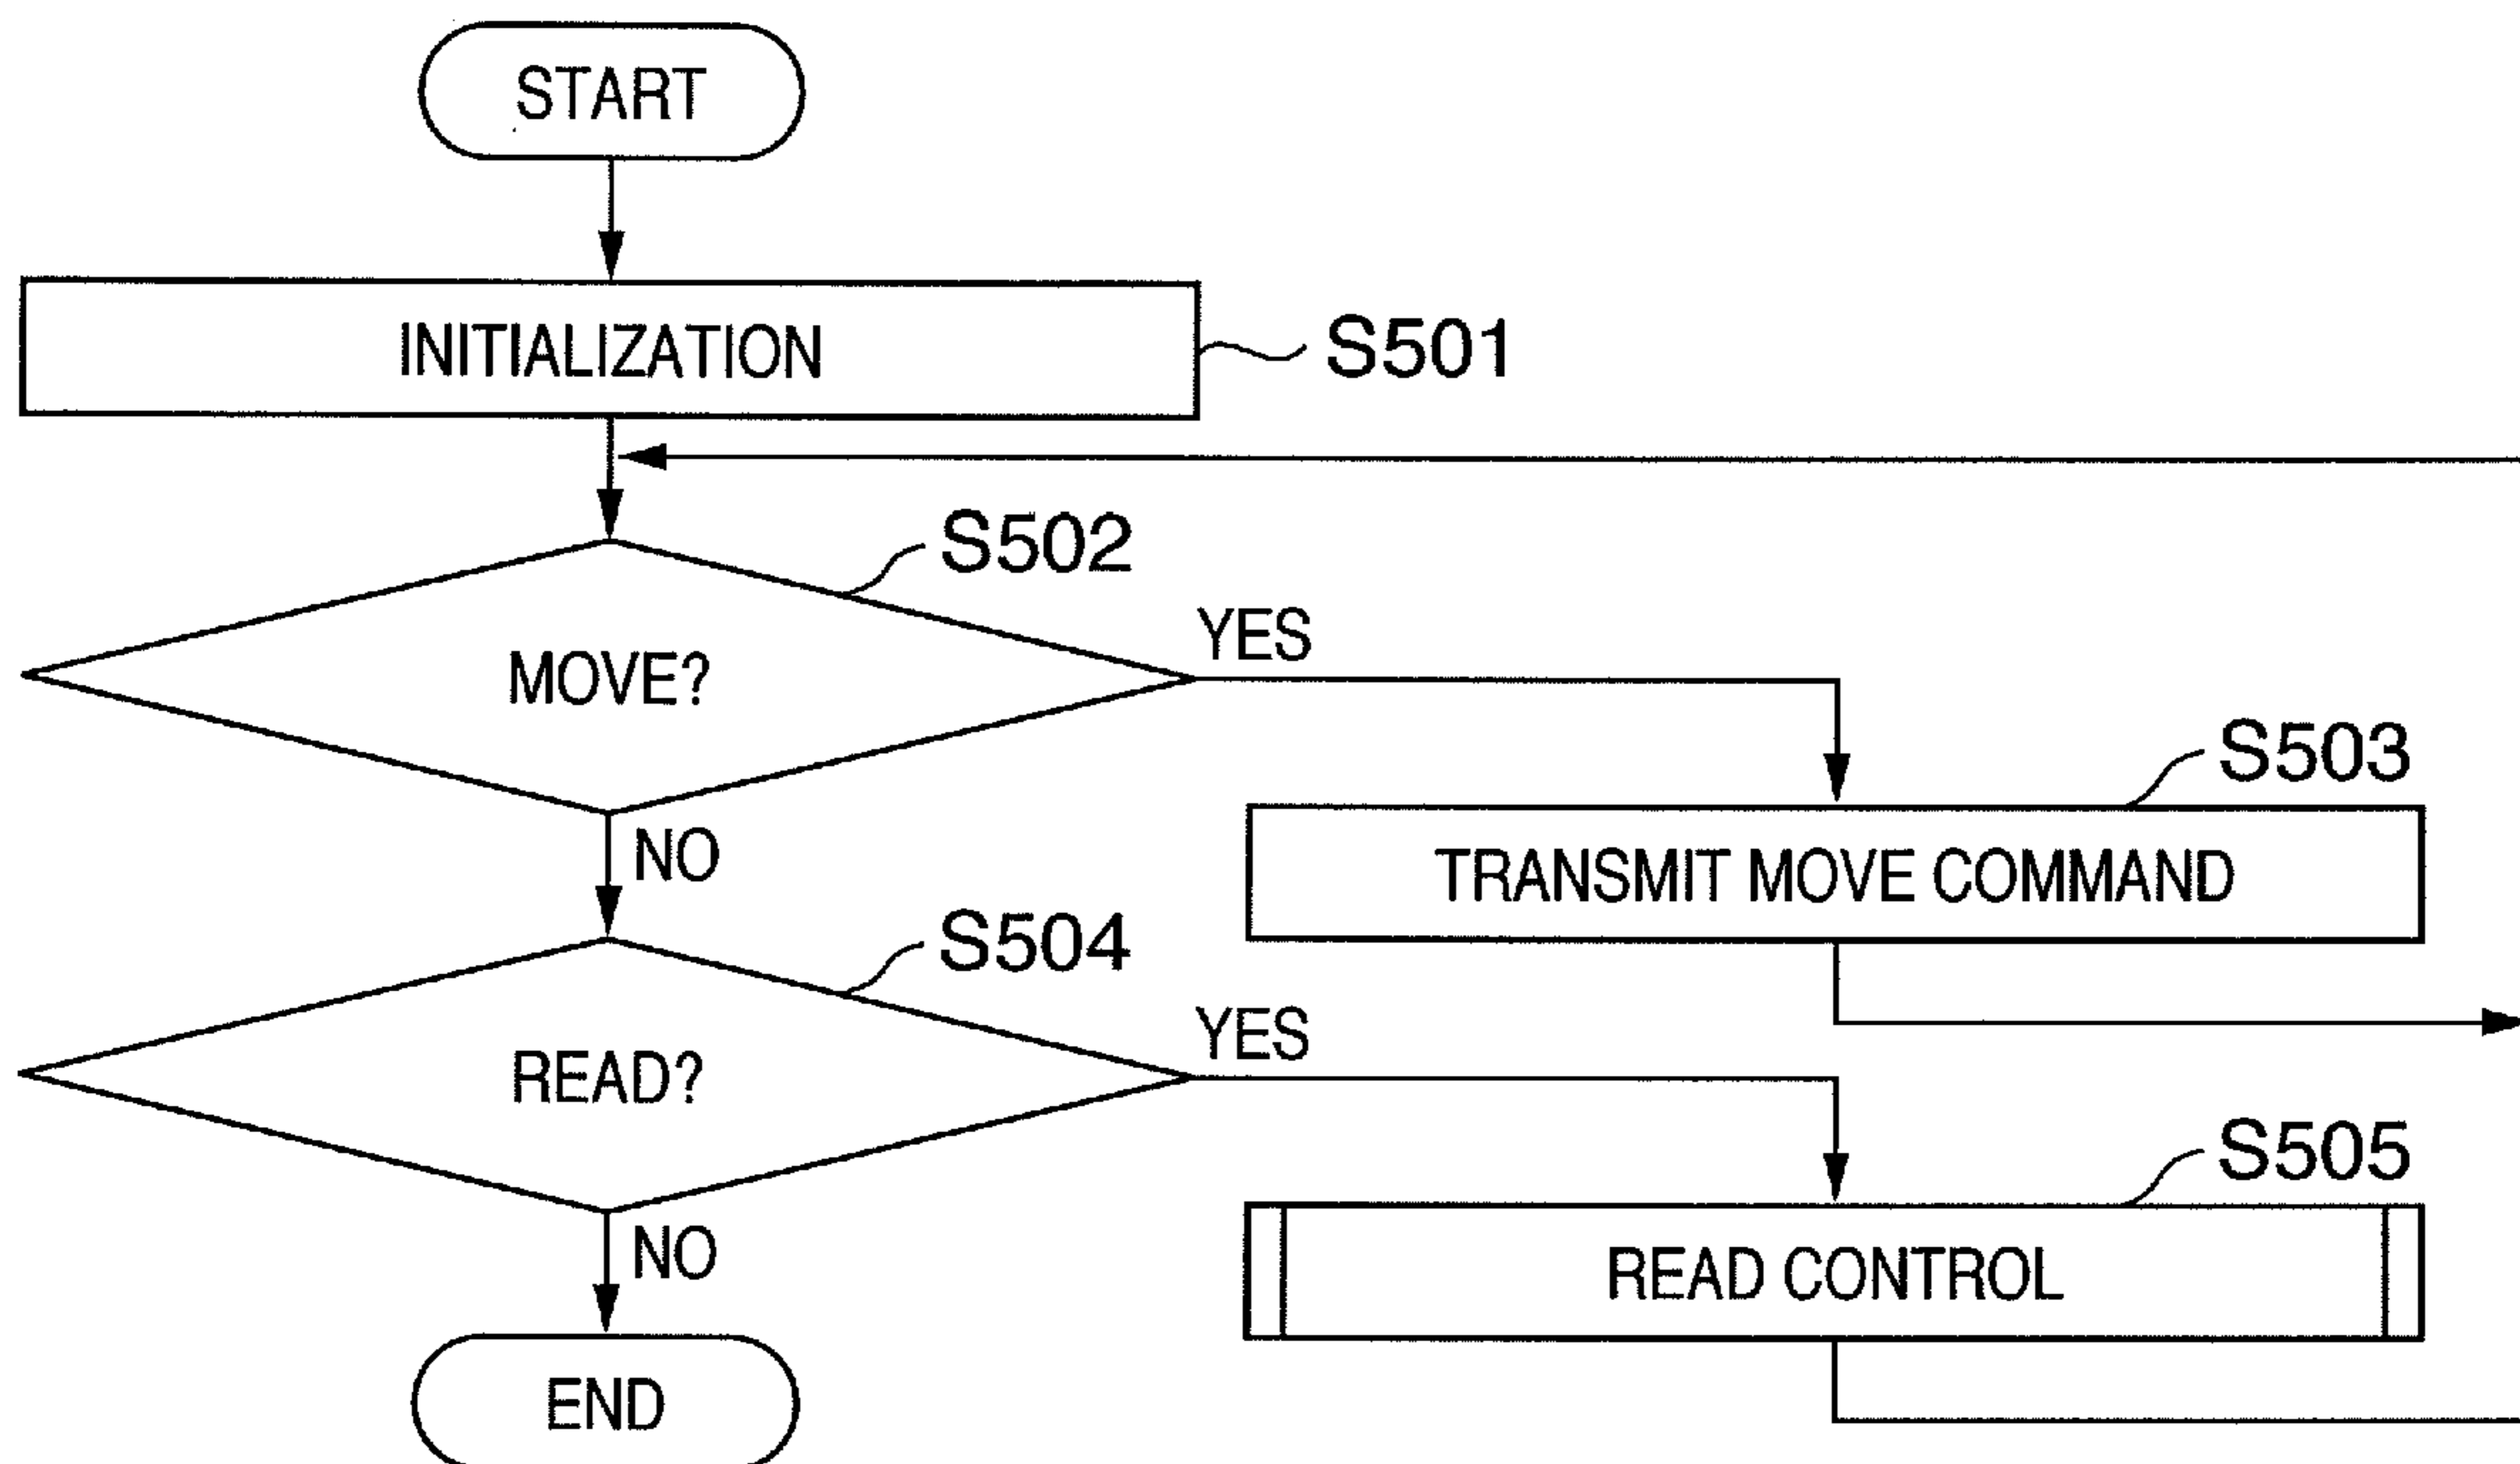 START
INITIALIZATION
S501
S502
MOVE?
YES
S503
NO
TRANSMIT MOVE COMMAND
S504
READ?
YES
S505
NO
READ CONTROL
END